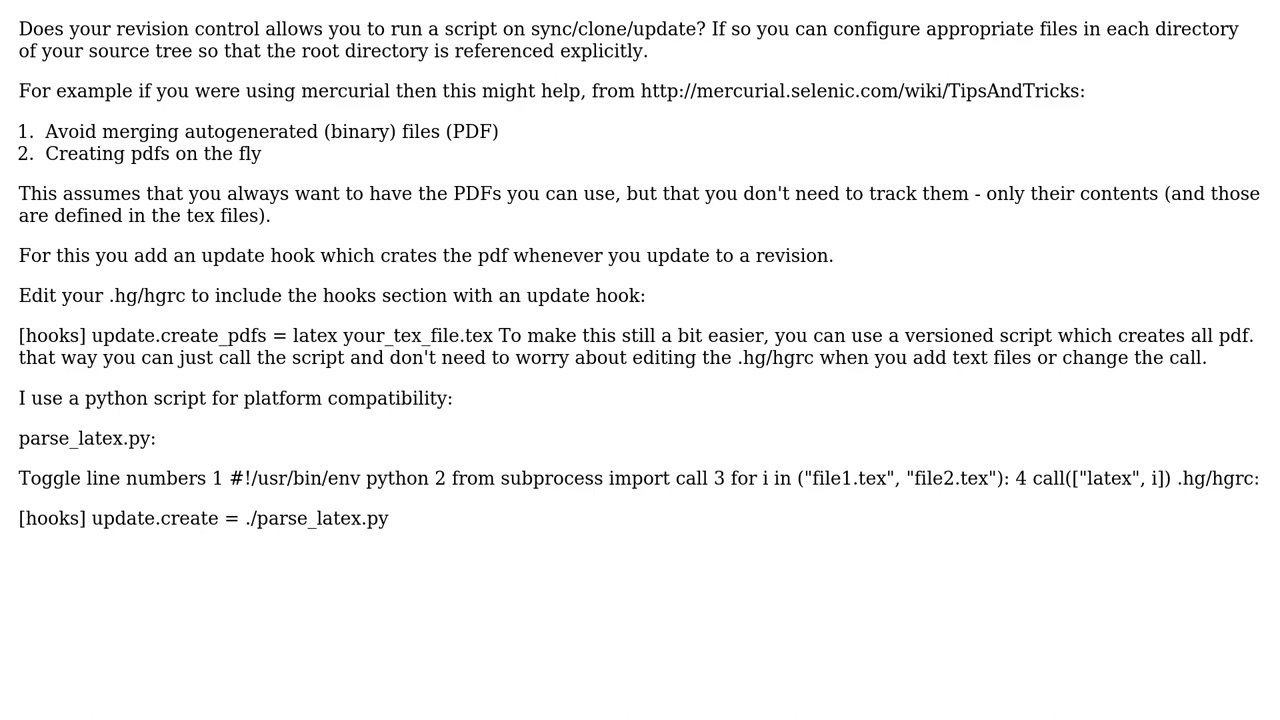 Does your revision control allows you to run a script on sync/clone/update? If so you can configure appropriate files in each directory
of your source tree so that the root directory is referenced explicitly.
For example if you were using mercurial then this might help, from http://mercurial.selenic.com/wiki/TipsAndTricks:
1. Avoid merging autogenerated (binary) files (PDF)
2. Creating pdfs on the fly
This assumes that you always want to have the PDFs you can use, but that you don't need to track them - only their contents (and those
are defined in the tex files).
For this you add an update hook which crates the pdf whenever you update to a revision.
Edit your .hg/hgrc to include the hooks section with an update hook:
[hooks] update.create_pdfs = latex your_tex_file.tex To make this still a bit easier, you can use a versioned script which creates all pdf.
that way you can just call the script and don't need to worry about editing the .hg/hgrc when you add text files or change the call.
I use a python script for platform compatibility:
parse_latex.py:
Toggle line numbers 1 #!/usr/bin/env python 2 from subprocess import call 3 for i in ("file1.tex", "file2.tex"): 4 call(["latex", i]) .hg/hgrc:
[hooks] update.create = ./parse_latex.py